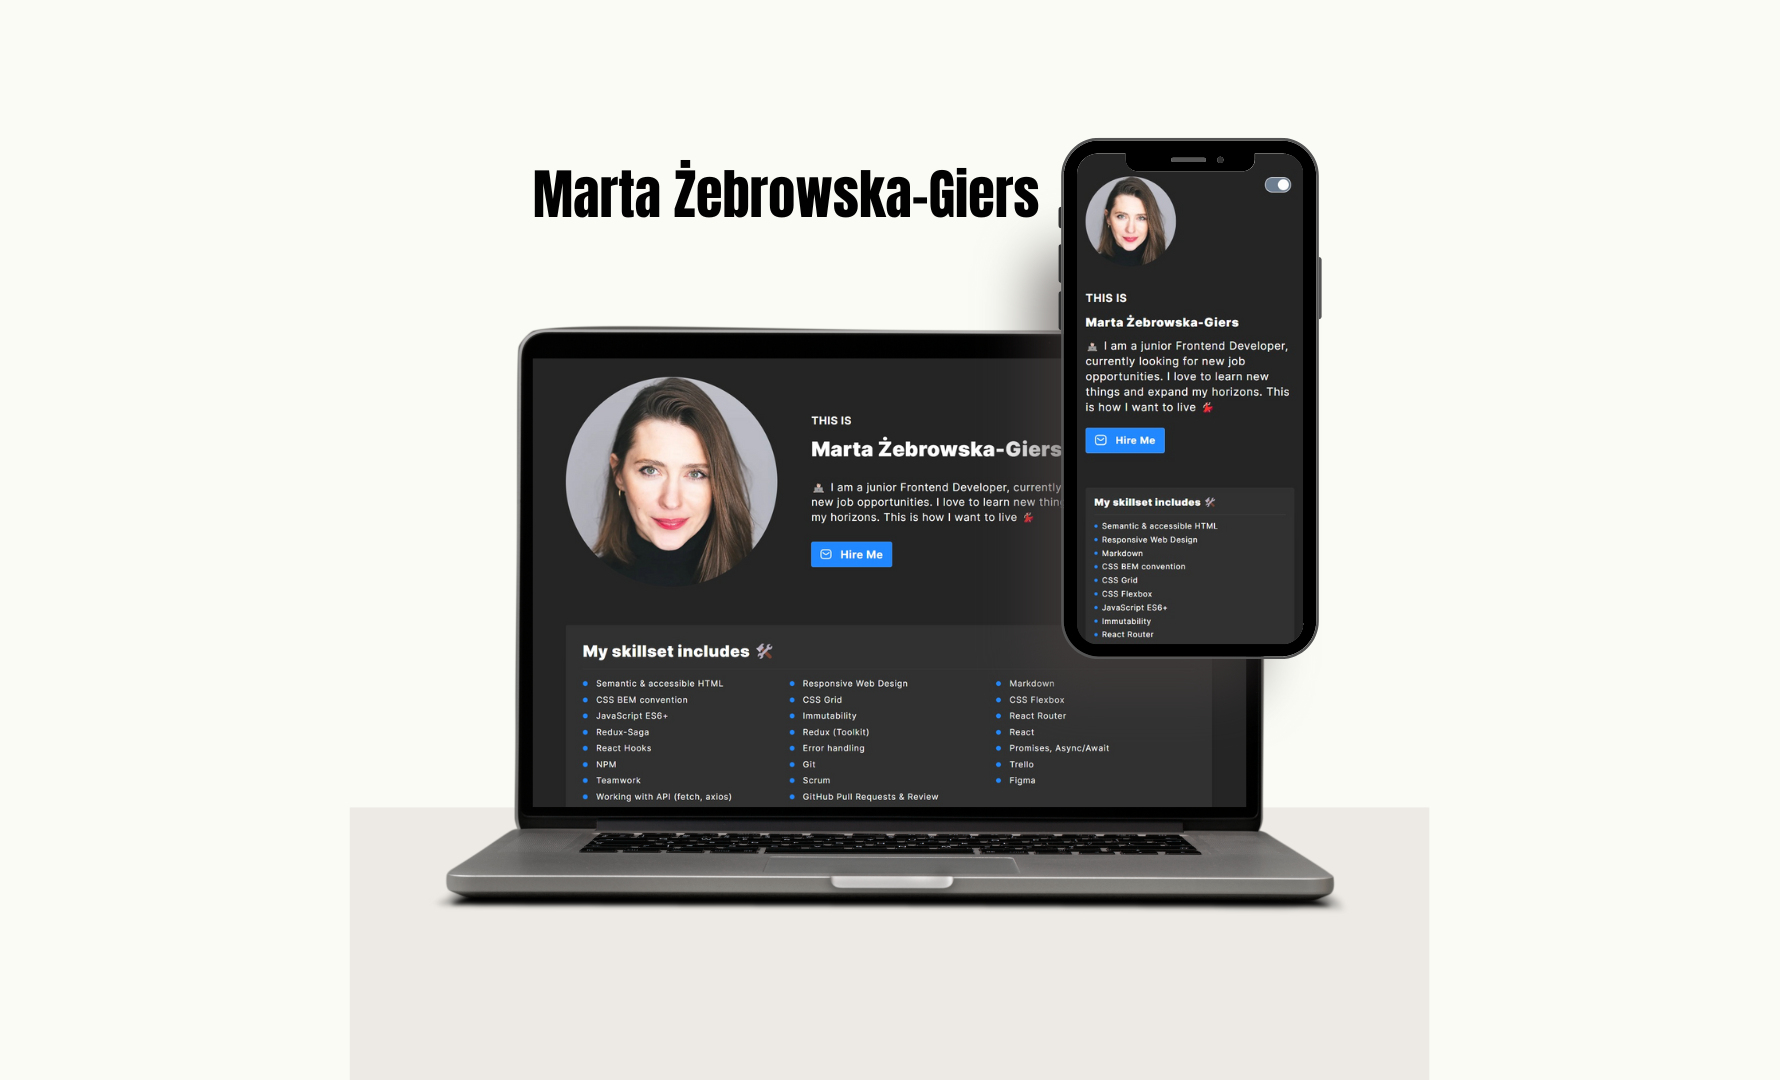 Marta Żebrowska-Giers
THIS IS
Marta Żebrowska-Giers
I am a junior Frontend Developer, currently
new job opportunities. I love to learn new
my horizons. This is how I want to live
Hire Me
My skillset includes
Semantic & accessible HTML
Responsive Web Design
Markdown
CSS BEM convention
CSS Grid
CSS Flexbox
JavaScript ES6+
Immutability
React Router
Redux-Saga
Redux (Toolkit)
React
React Hooks
Error handling
Promises, Async/Await
NPM
Git
Trello
Teamwork
Scrum
Figma
Working with API (fetch, axios)
GitHub Pull Requests & Review
THIS IS
Marta Żebrowska-Giers
I am a junior Frontend Developer,
currently looking for new job
opportunities. I love to learn new
things and expand my horizons. This
is how I want to live
Hire Me
My skillset includes
Semantic & accessible HTML
Responsive Web Design
Markdown
CSS BEM convention
CSS Grid
CSS Flexbox
JavaScript ES6+
Immutability
React Router